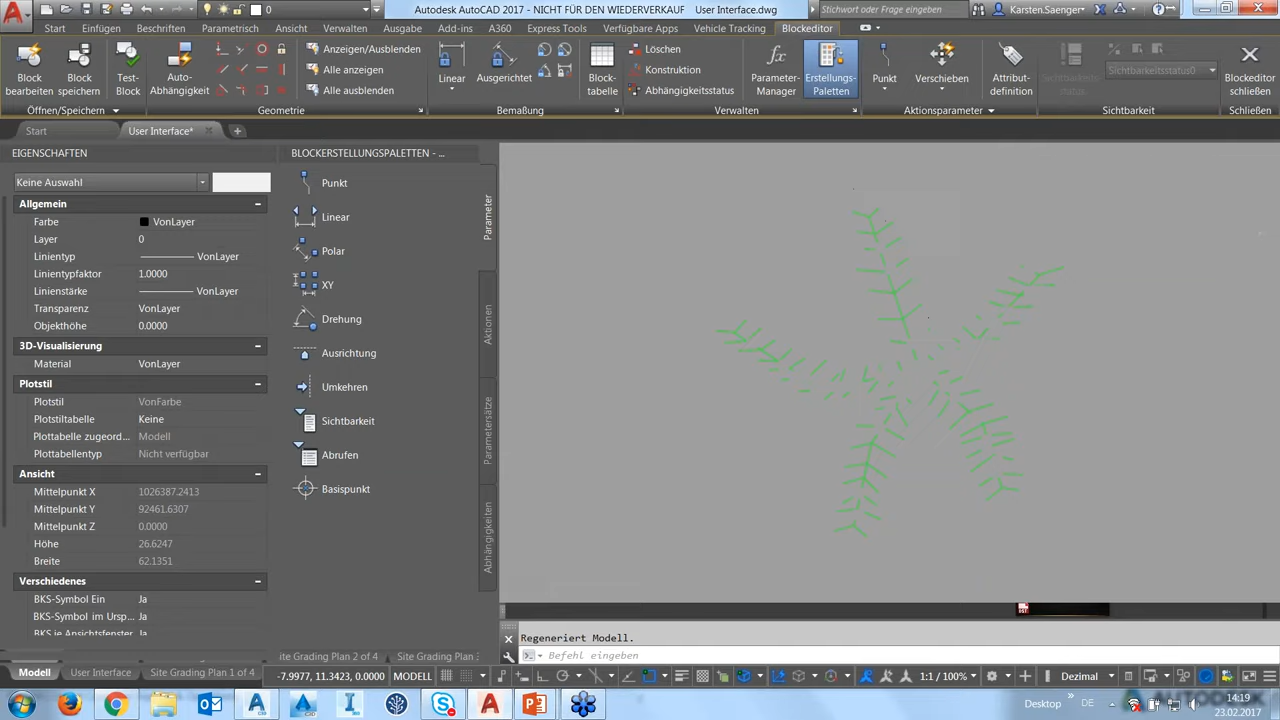 Autodesk AutoCAD 2017 - NICHT FÜR DEN WIEDERVERKAUF User Interface.dwg
Stichwort oder Frage eingeben
Karsten.Saenger
0
Start Einfügen Beschriften Parametrisch Ansicht Verwalten Ausgabe Add-ins A360 Express Tools Verfügbare Apps Vehicle Tracking Blockeditor
Block bearbeiten
Block speichern
Test-Block
Auto-Abhängigkeit
Anzeigen/Ausblenden
Alle anzeigen
Alle ausblenden
Linear
Ausgerichtet
Block-tabelle
Löschen
Konstruktion
Abhängigkeitsstatus
Parameter-Manager
Erstellungs-Paletten
Punkt
Verschieben
Attribut-definition
Sichtbarkeits-status
Sichtbarkeitsstatus0
Blockeditor schließen
Öffnen/Speichern Geometrie Bemaßung Verwalten Aktionsparameter Sichtbarkeit Schließen
Start User Interface*
EIGENSCHAFTEN
Keine Auswahl
Allgemein
Farbe VonLayer
Layer 0
Linientyp VonLayer
Linientypfaktor 1.0000
Linienstärke VonLayer
Transparenz VonLayer
Objekthöhe 0.0000
3D-Visualisierung
Material VonLayer
Plotstil
Plotstil VonFarbe
Plotstiltabelle Keine
Plottabelle zugeord... Modell
Plottabellentyp Nicht verfügbar
Ansicht
Mittelpunkt X 1026387.2413
Mittelpunkt Y 92461.6307
Mittelpunkt Z 0.0000
Höhe 26.6247
Breite 62.1351
Verschiedenes
BKS-Symbol Ein Ja
BKS-Symbol im Ursp... Ja
BKS je Ansichtsfenster Ja
BLOCKERSTELLUNGSPALETTEN - ...
Punkt
Linear
Polar
XY
Drehung
Ausrichtung
Umkehren
Sichtbarkeit
Abrufen
Basispunkt
Parameter
Aktionen
Parametersätze
Abhängigkeiten
Regeneriert Modell.
Befehl eingeben
Modell User Interface Site Grading Plan 1 of 4 ite Grading Plan 2 of 4 Site Grading Plan
-7.9977, 11.3423, 0.0000 MODELL
1:1 / 100%
Dezimal
Desktop
DE
14:19
23.02.2017